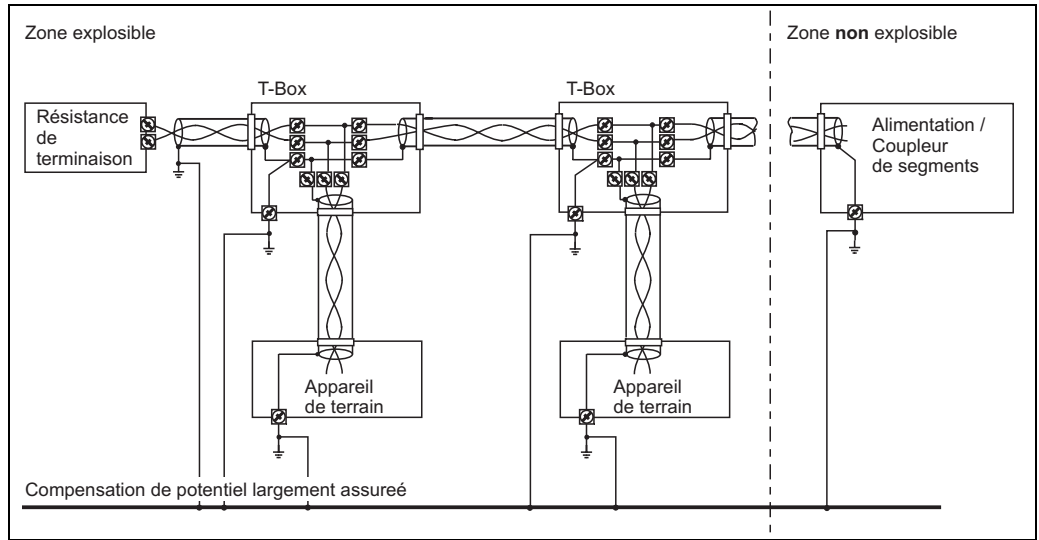 Zone explosible
Zone non explosible
T-Box
T-Box
Résistance
de
terminaison
Alimentation /
Coupleur
de segments
Appareil
de terrain
Appareil
de terrain
Compensation de potentiel largement assureé